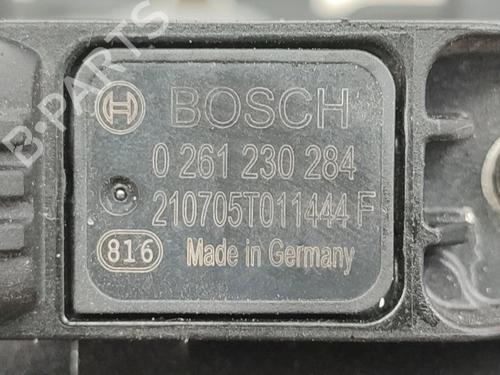 BOSCH
0 261 230 284
210705T011444 F
816 Made in Germany
B-PARTS